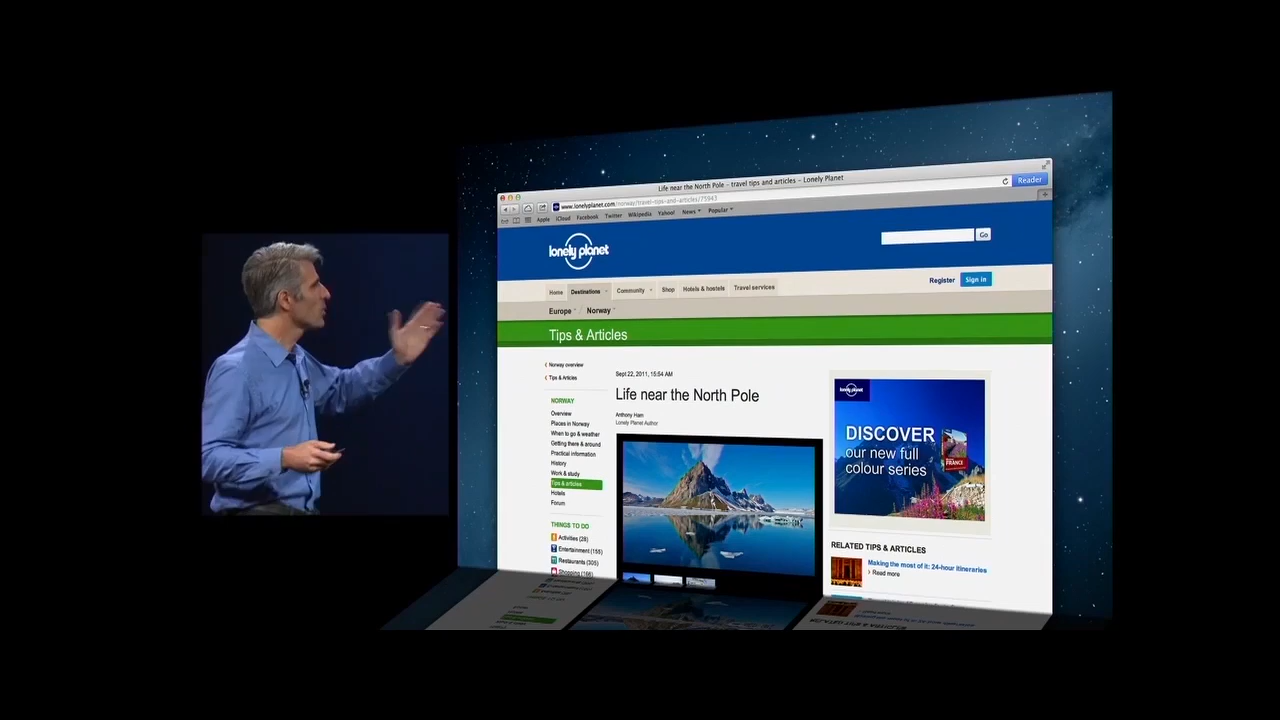 Life near the North Pole – travel tips and articles – Lonely Planet
www.lonelyplanet.com/norway/travel-tips-and-articles/75943
Reader
Apple iCloud Facebook Twitter Wikipedia Yahoo! News Popular
lonely planet
Go
Home Destinations Community Shop Hotels & hostels Travel services
Register Sign in
Europe / Norway
Tips & Articles
Norway overview
Tips & Articles
NORWAY
Overview
Places in Norway
When to go & weather
Getting there & around
Practical information
History
Work & study
Tips & articles
Hotels
Forum
THINGS TO DO
Activities (28)
Entertainment (155)
Restaurants (305)
Shopping (166)
Sept 22, 2011, 15:54 AM
Life near the North Pole
Anthony Ham
Lonely Planet Author
lonely planet
DISCOVER
our new full
colour series
FRANCE
RELATED TIPS & ARTICLES
Making the most of it: 24-hour itineraries
Read more